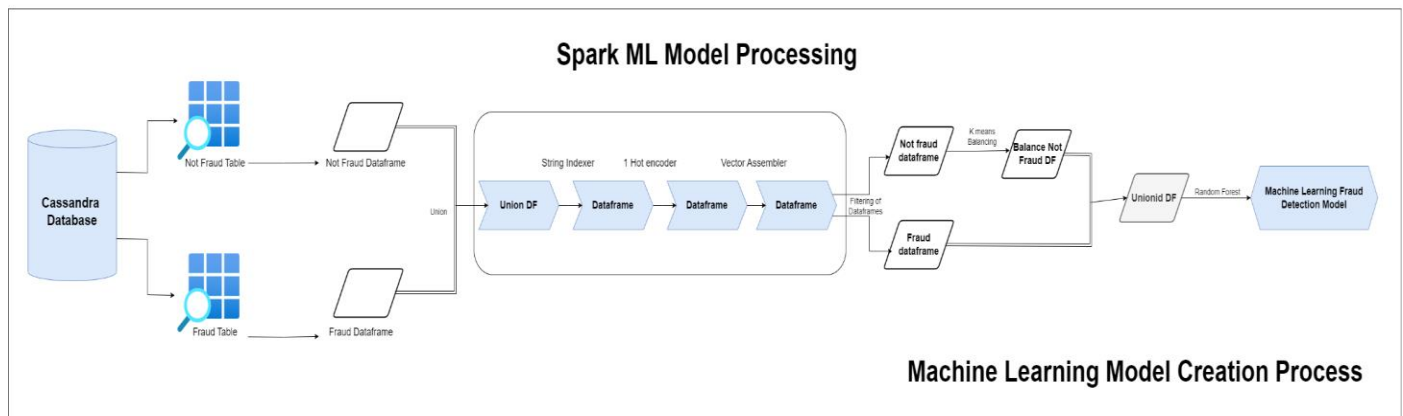 Spark ML Model Processing
Cassandra
Database
Not Fraud Table
Not Fraud Dataframe
Fraud Table
Fraud Dataframe
Union
String Indexer
1 Hot encoder
Vector Assembler
Union DF
Dataframe
Dataframe
Dataframe
Filtering of
Dataframes
Not fraud
dataframe
K means
Balancing
Balance Not
Fraud DF
Fraud
dataframe
Unionid DF
Random Forest
Machine Learning Fraud
Detection Model
Machine Learning Model Creation Process